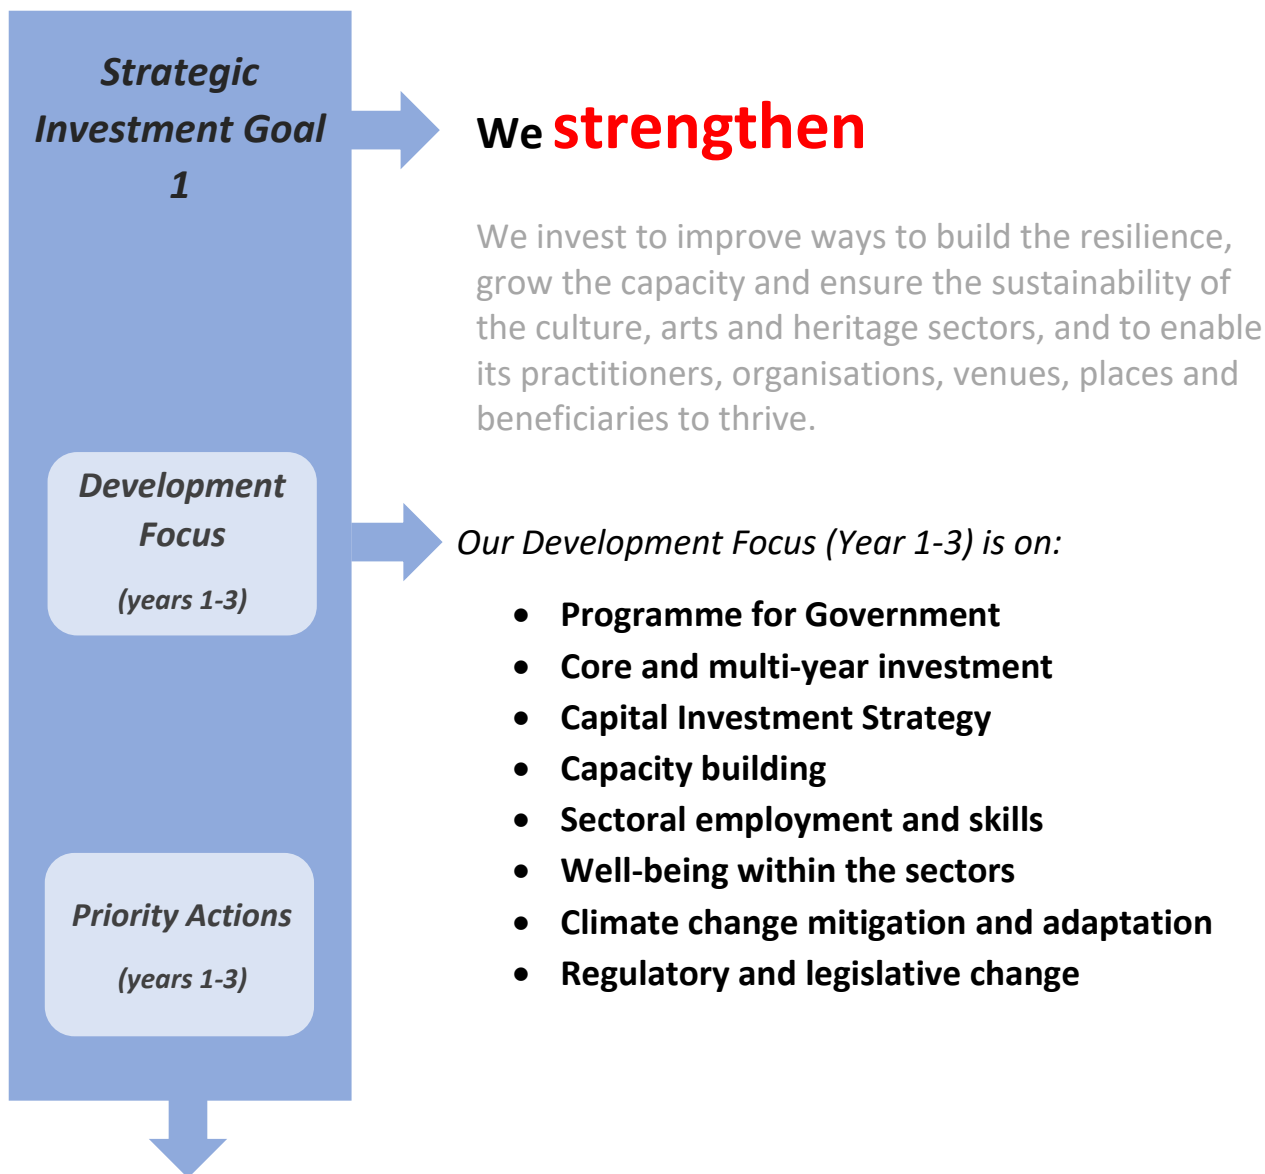 Strategic
Investment Goal
1
We strengthen
We invest to improve ways to build the resilience,
grow the capacity and ensure the sustainability of
the culture, arts and heritage sectors, and to enable
its practitioners, organisations, venues, places and
beneficiaries to thrive.
Development
Focus
(years 1-3)
Our Development Focus (Year 1-3) is on:
• Programme for Government
• Core and multi-year investment
• Capital Investment Strategy
• Capacity building
• Sectoral employment and skills
• Well-being within the sectors
• Climate change mitigation and adaptation
• Regulatory and legislative change
Priority Actions
(years 1-3)